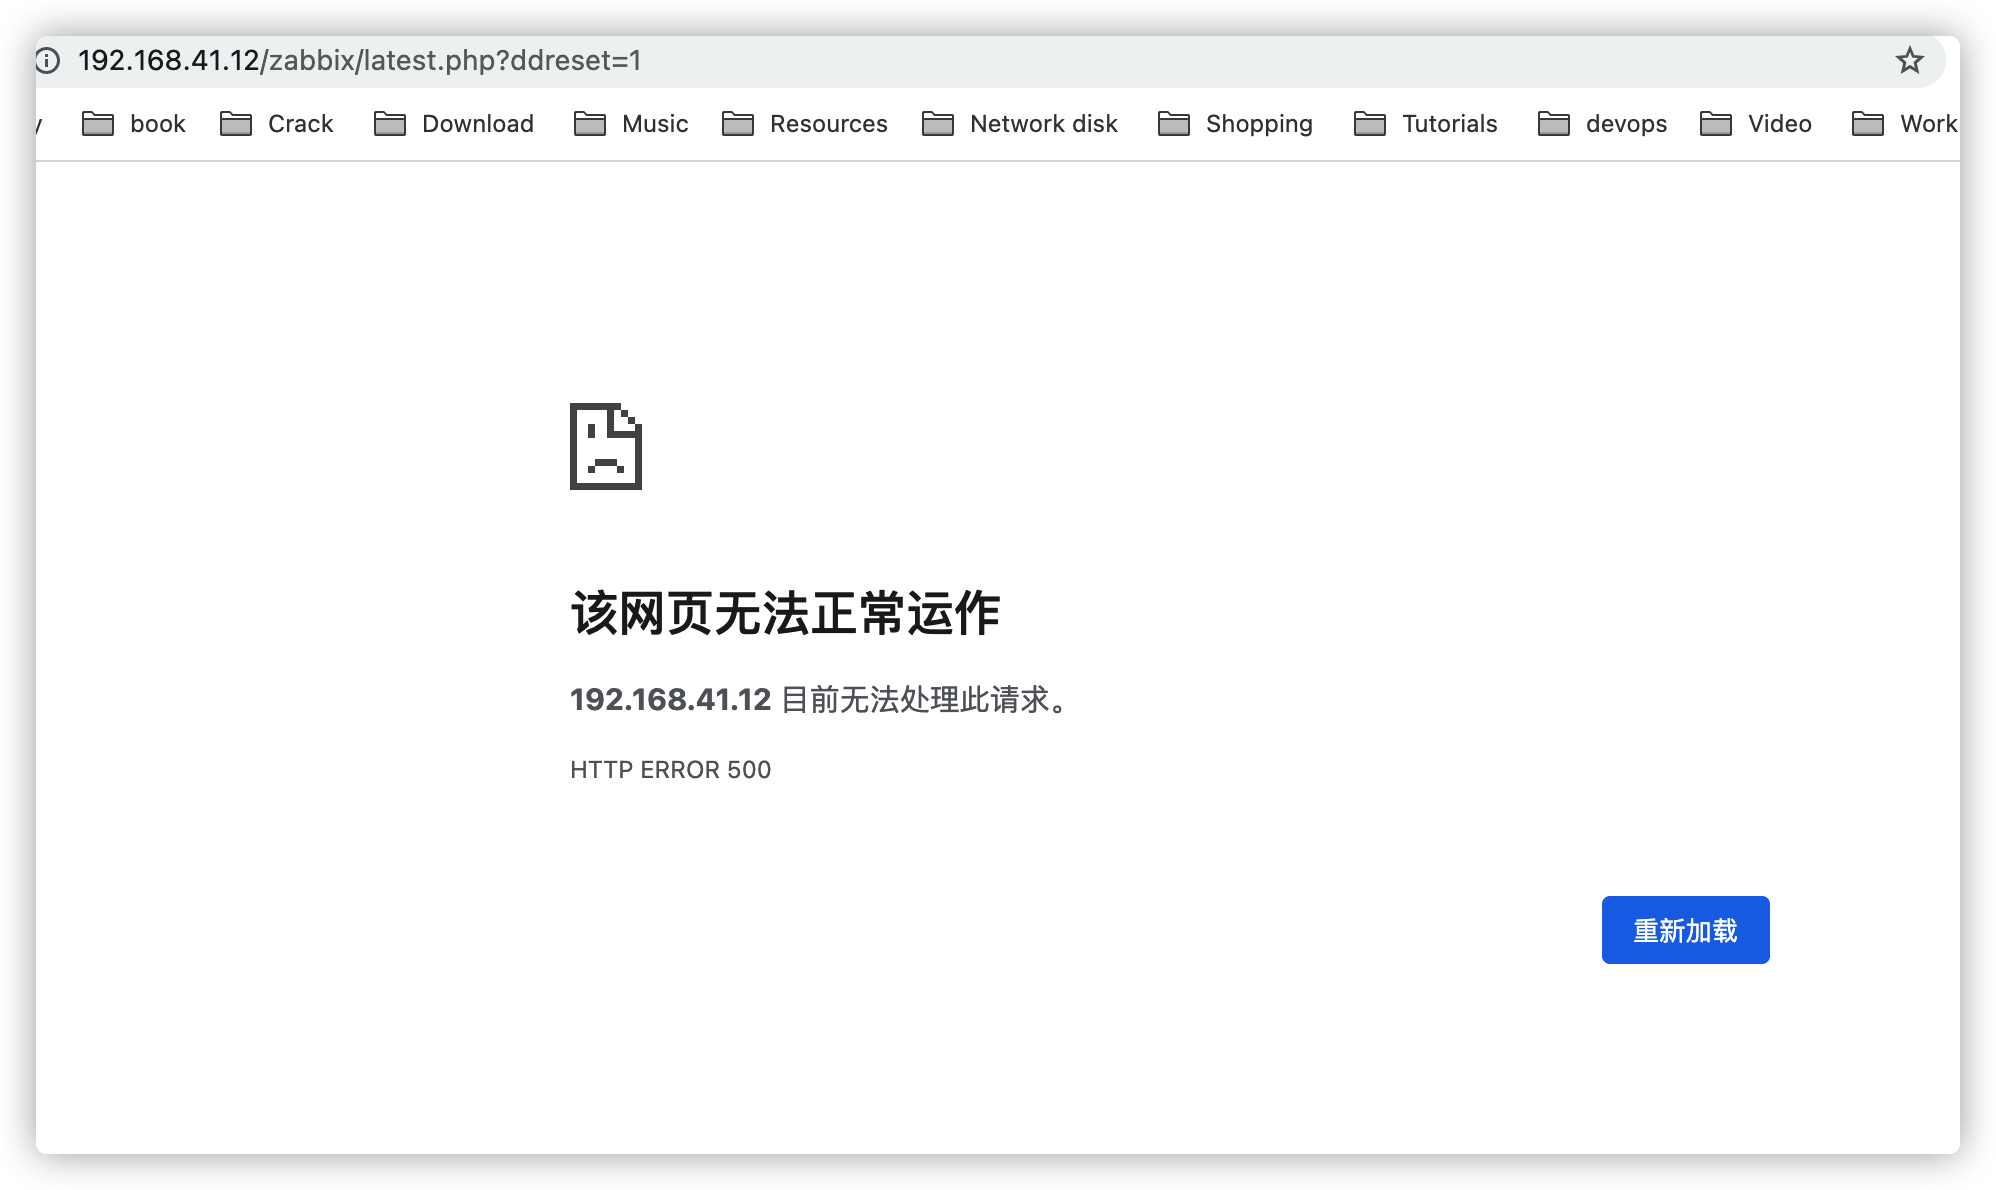 192.168.41.12/zabbix/latest.php?ddreset=1
book Crack Download Music Resources Network disk Shopping Tutorials devops Video Work
该网页无法正常运作
192.168.41.12 目前无法处理此请求。
HTTP ERROR 500
重新加载